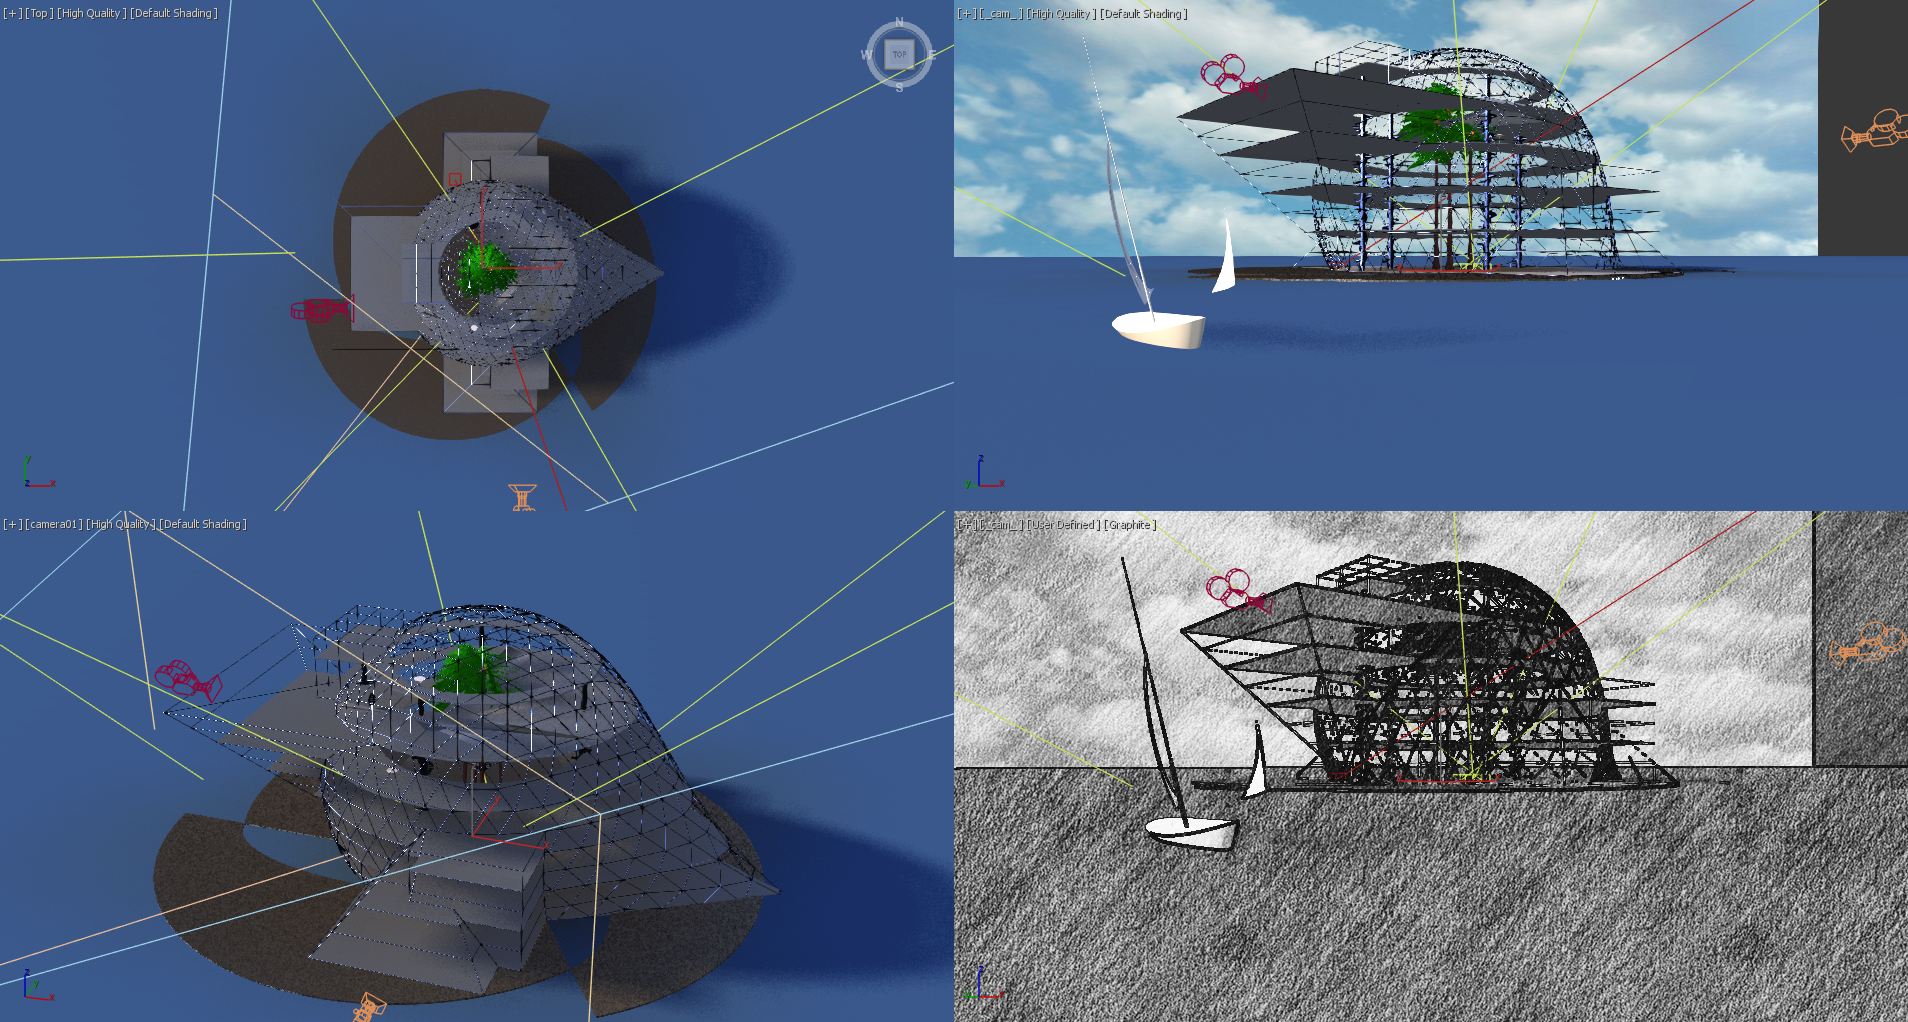 [+] [Top] [High Quality] [Default Shading]
N
W TOP E
S
y
z x
[+] [_cam_] [High Quality] [Default Shading]
z
y x
[+] [camera01] [High Quality] [Default Shading]
z
y
x
[+] [_cam_] [User Defined] [Graphite]
z
y x